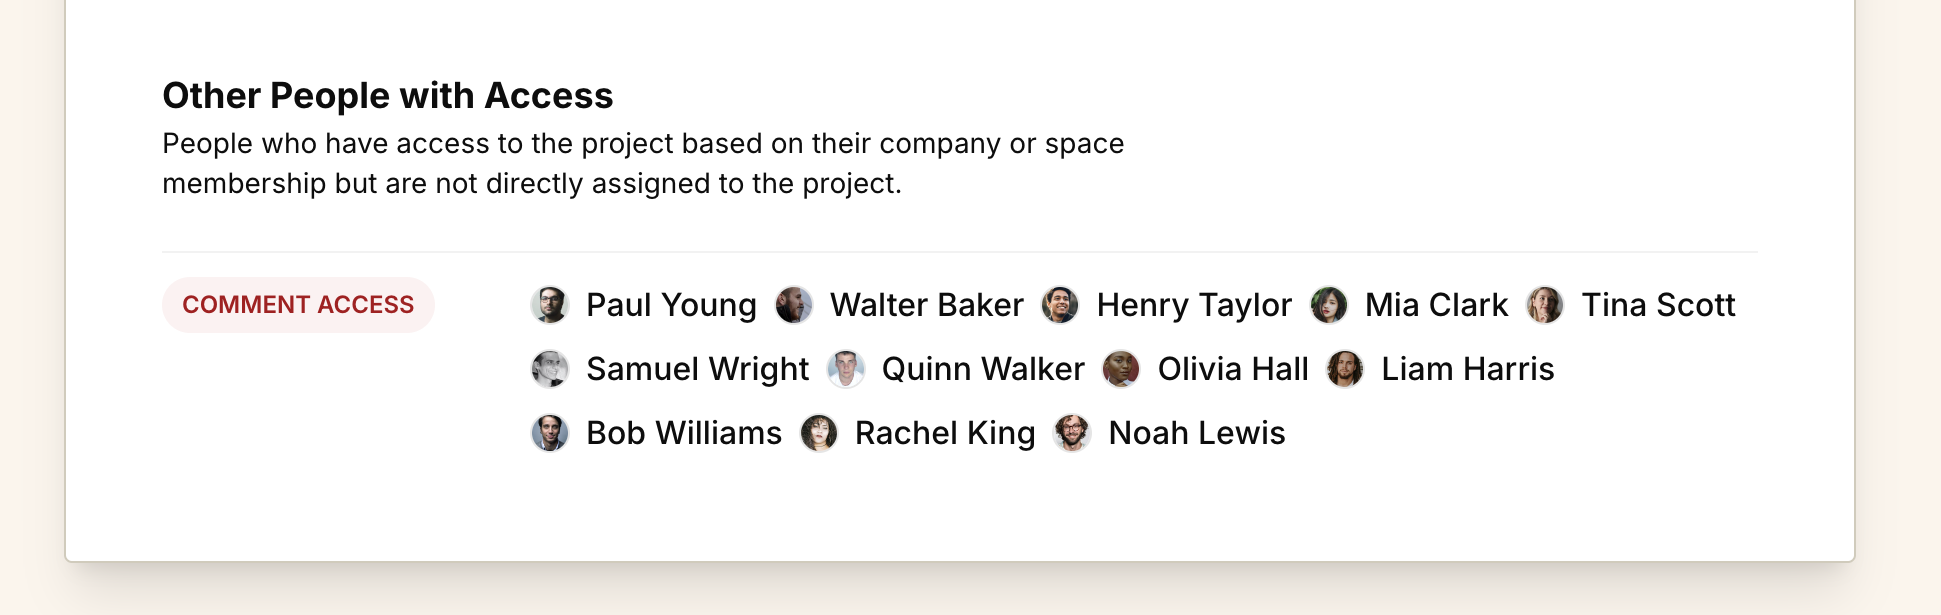 Other People with Access
People who have access to the project based on their company or space
membership but are not directly assigned to the project.
COMMENT ACCESS
Paul Young Walter Baker Henry Taylor Mia Clark Tina Scott
Samuel Wright Quinn Walker Olivia Hall Liam Harris
Bob Williams Rachel King Noah Lewis